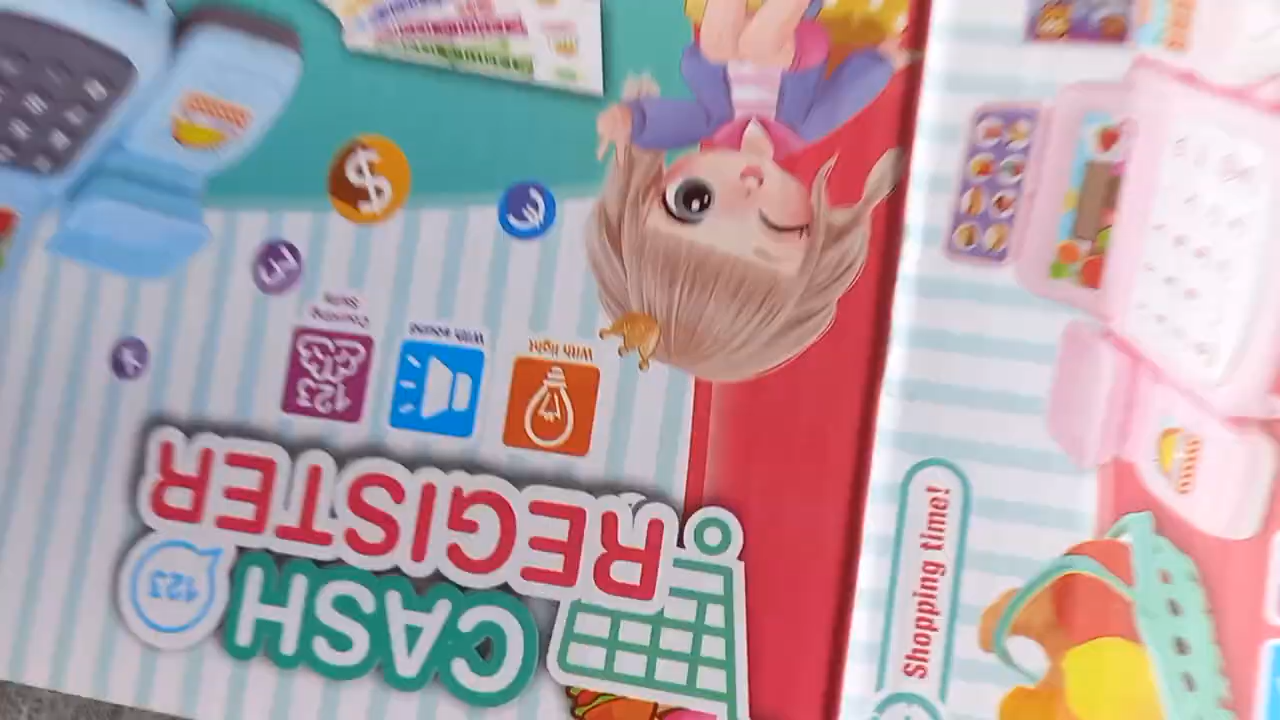 CASH
123
REGISTER
With light
With sound
123
Counting
Skills
$
Shopping time!